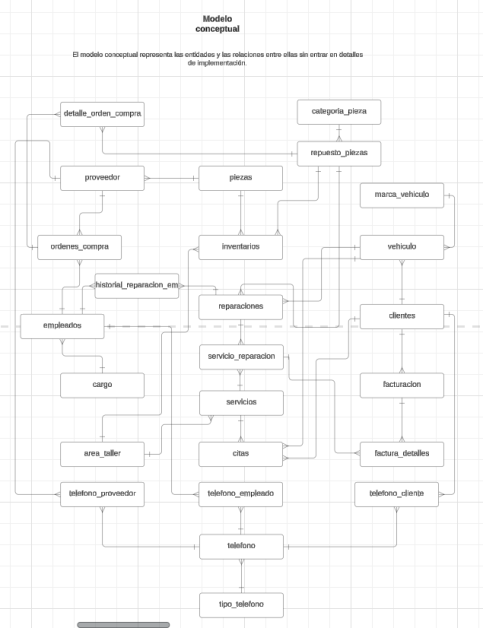 Modelo
conceptual
El modelo conceptual representa las entidades y las relaciones entre ellas sin entrar en detalles
de implementación.
detalle_orden_compra
categoria_pieza
repuesto_piezas
proveedor
piezas
marca_vehiculo
ordenes_compra
inventarios
vehiculo
historial_reparacion_em
reparaciones
clientes
empleados
servicio_reparacion
cargo
facturacion
servicios
area_taller
citas
factura_detalles
telefono_proveedor
telefono_empleado
telefono_cliente
telefono
tipo_telefono